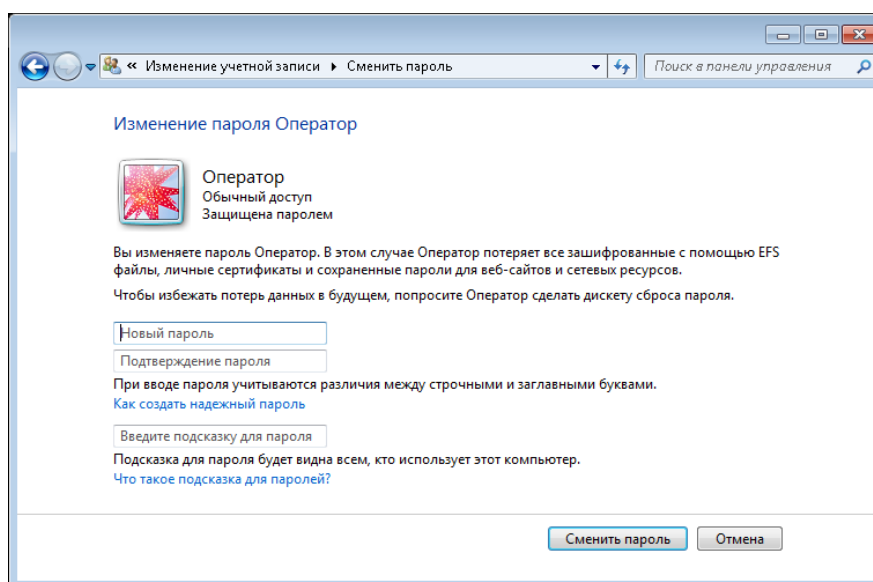 « Изменение учетной записи Сменить пароль
Поиск в панели управления
Изменение пароля Оператор
Оператор
Обычный доступ
Защищена паролем
Вы изменяете пароль Оператор. В этом случае Оператор потеряет все зашифрованные с помощью EFS
файлы, личные сертификаты и сохраненные пароли для веб-сайтов и сетевых ресурсов.
Чтобы избежать потерь данных в будущем, попросите Оператор сделать дискету сброса пароля.
Новый пароль
Подтверждение пароля
При вводе пароля учитываются различия между строчными и заглавными буквами.
Как создать надежный пароль
Введите подсказку для пароля
Подсказка для пароля будет видна всем, кто использует этот компьютер.
Что такое подсказка для паролей?
Сменить пароль
Отмена